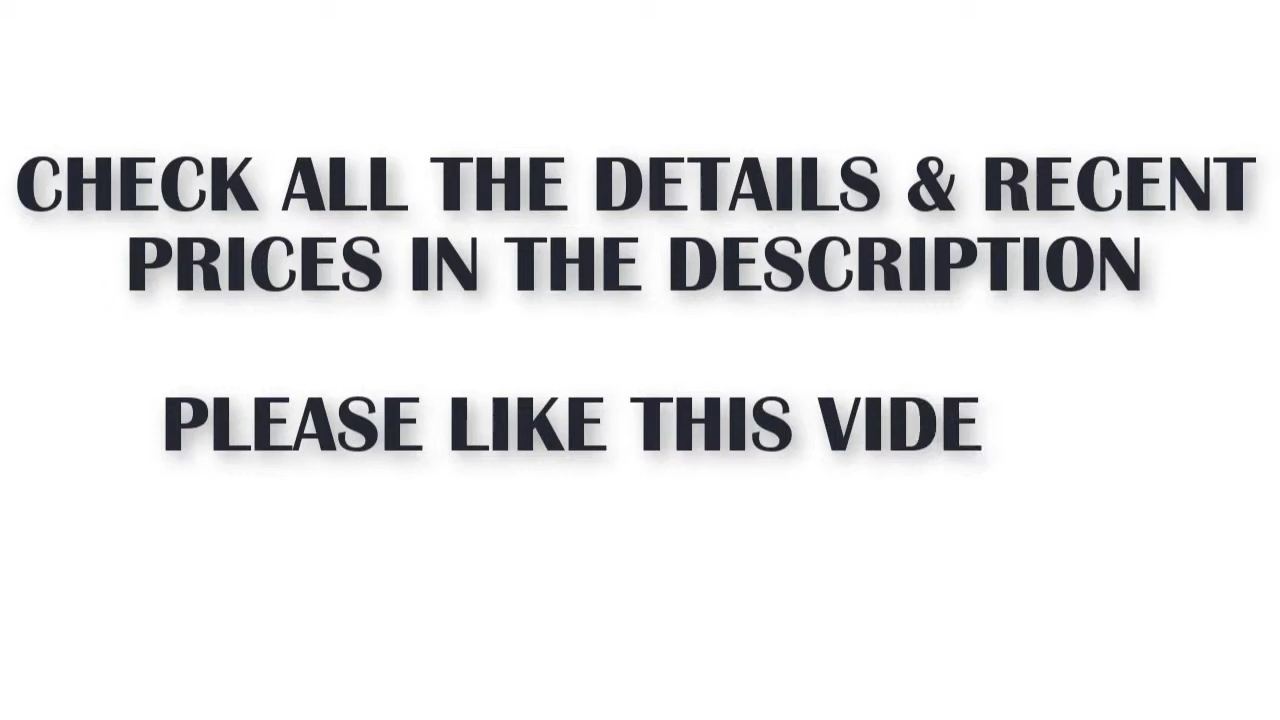 CHECK ALL THE DETAILS & RECENT
PRICES IN THE DESCRIPTION
PLEASE LIKE THIS VIDE